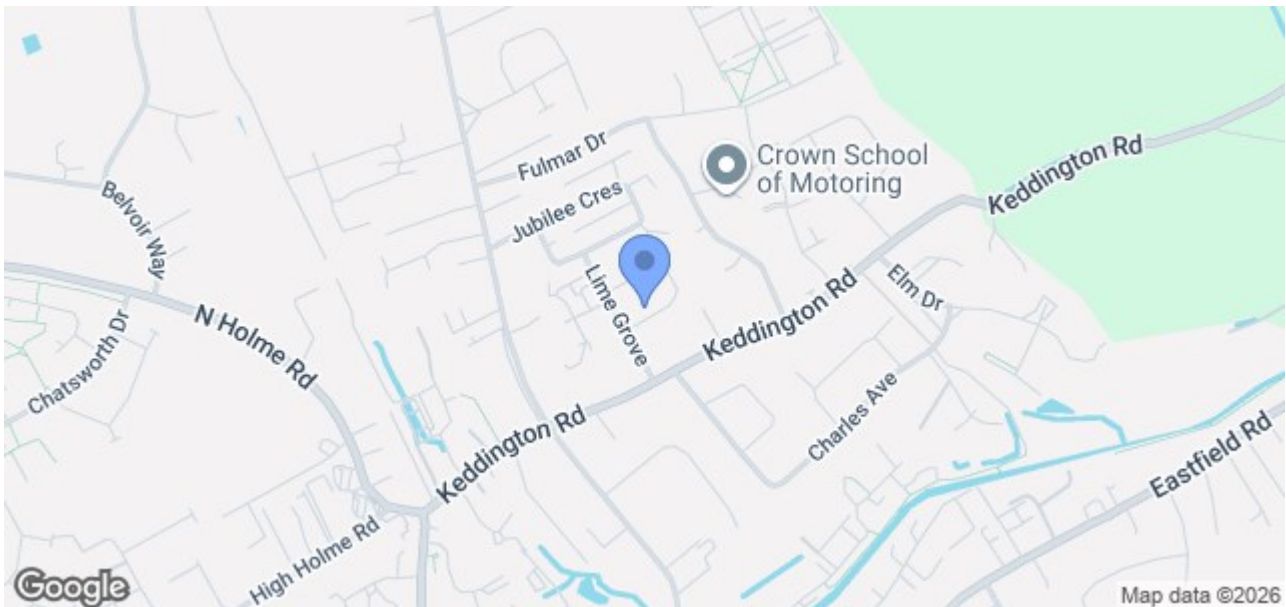 Fulmar Dr
Crown School
of Motoring
Keddington Rd
Jubilee Cres
Belvoir Way
Lime Grove
Elm Dr
N Holme Rd
Keddington Rd
Chatsworth Dr
Charles Ave
Keddington Rd
Eastfield Rd
High Holme Rd
Google
Map data ©2026